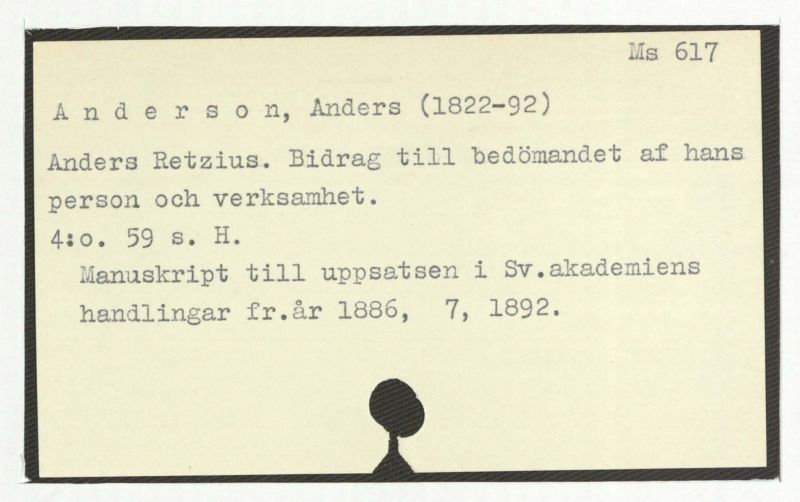 Ms 617
A n d e r s o n, Anders (1822-92)
Anders Retzius. Bidrag till bedömandet af hans
person och verksamhet.
4:o. 59 s. H.
Manuskript till uppsatsen i Sv.akademiens
handlingar fr.år 1886, 7, 1892.